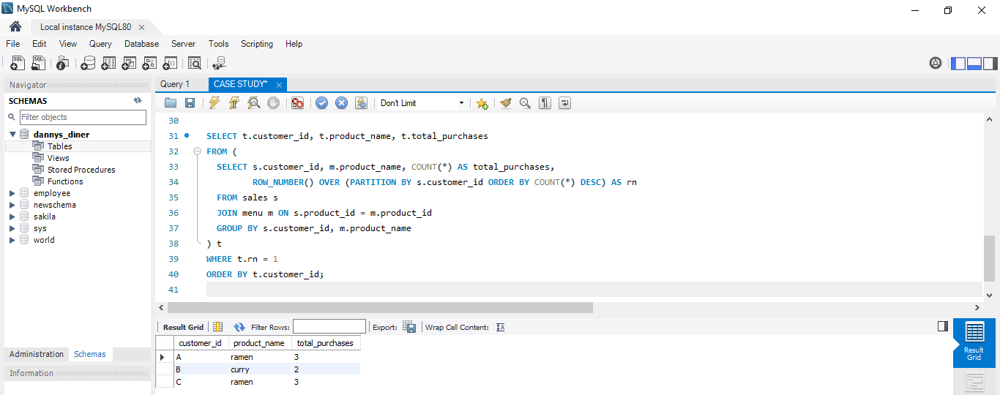 MySQL Workbench
Local instance MySQL80
File Edit View Query Database Server Tools Scripting Help
Navigator
SCHEMAS
Filter objects
dannys_diner
Tables
Views
Stored Procedures
Functions
employee
newschema
sakila
sys
world
Administration Schemas
Information
Query 1 CASE STUDY*
Don't Limit
30
31 SELECT t.customer_id, t.product_name, t.total_purchases
32 FROM (
33 SELECT s.customer_id, m.product_name, COUNT(*) AS total_purchases,
34 ROW_NUMBER() OVER (PARTITION BY s.customer_id ORDER BY COUNT(*) DESC) AS rn
35 FROM sales s
36 JOIN menu m ON s.product_id = m.product_id
37 GROUP BY s.customer_id, m.product_name
38 ) t
39 WHERE t.rn = 1
40 ORDER BY t.customer_id;
41
Result Grid Filter Rows: Export: Wrap Cell Content:
customer_id product_name total_purchases
A ramen 3
B curry 2
C ramen 3
Result
Grid